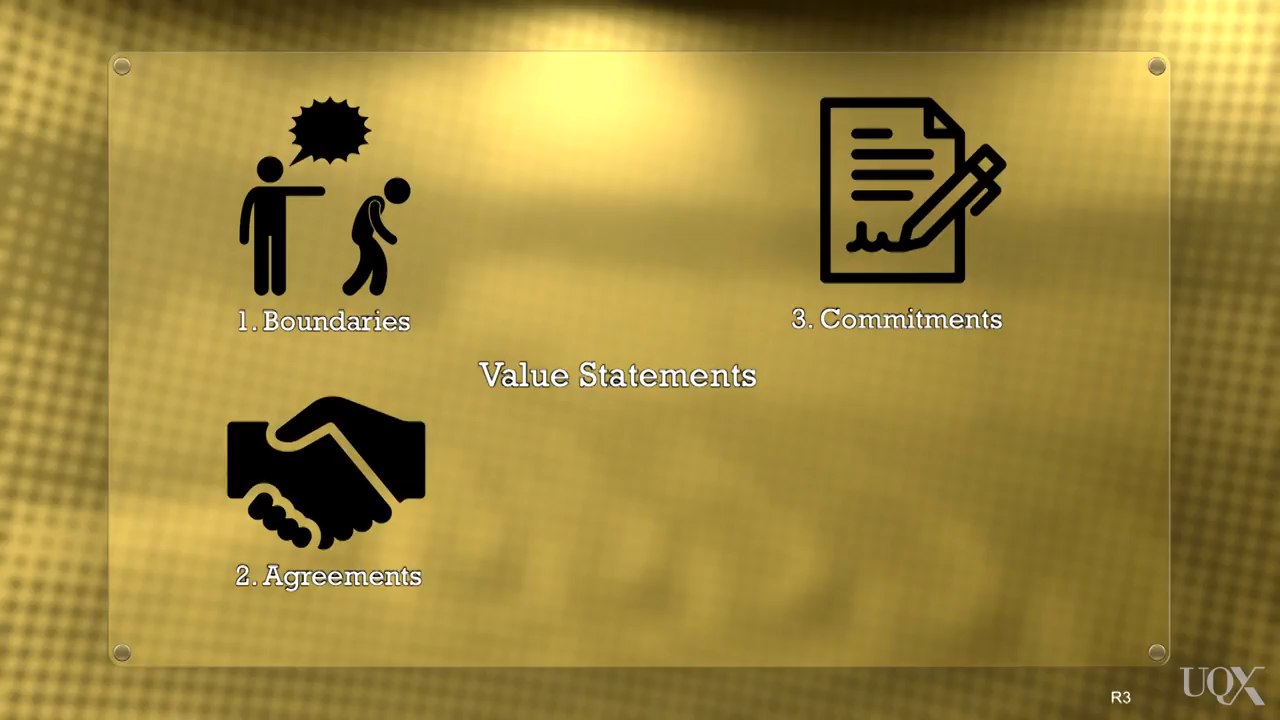 1. Boundaries
3. Commitments
Value Statements
2. Agreements
R3
UQX